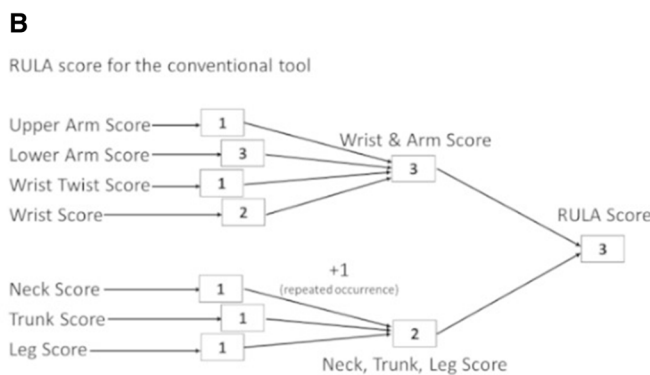 B
RULA score for the conventional tool
Upper Arm Score 1
Lower Arm Score 3
Wrist Twist Score 1
Wrist Score 2
Wrist & Arm Score
3
RULA Score
3
Neck Score 1
Trunk Score 1
Leg Score 1
+1
(repeated occurrence)
2
Neck, Trunk, Leg Score